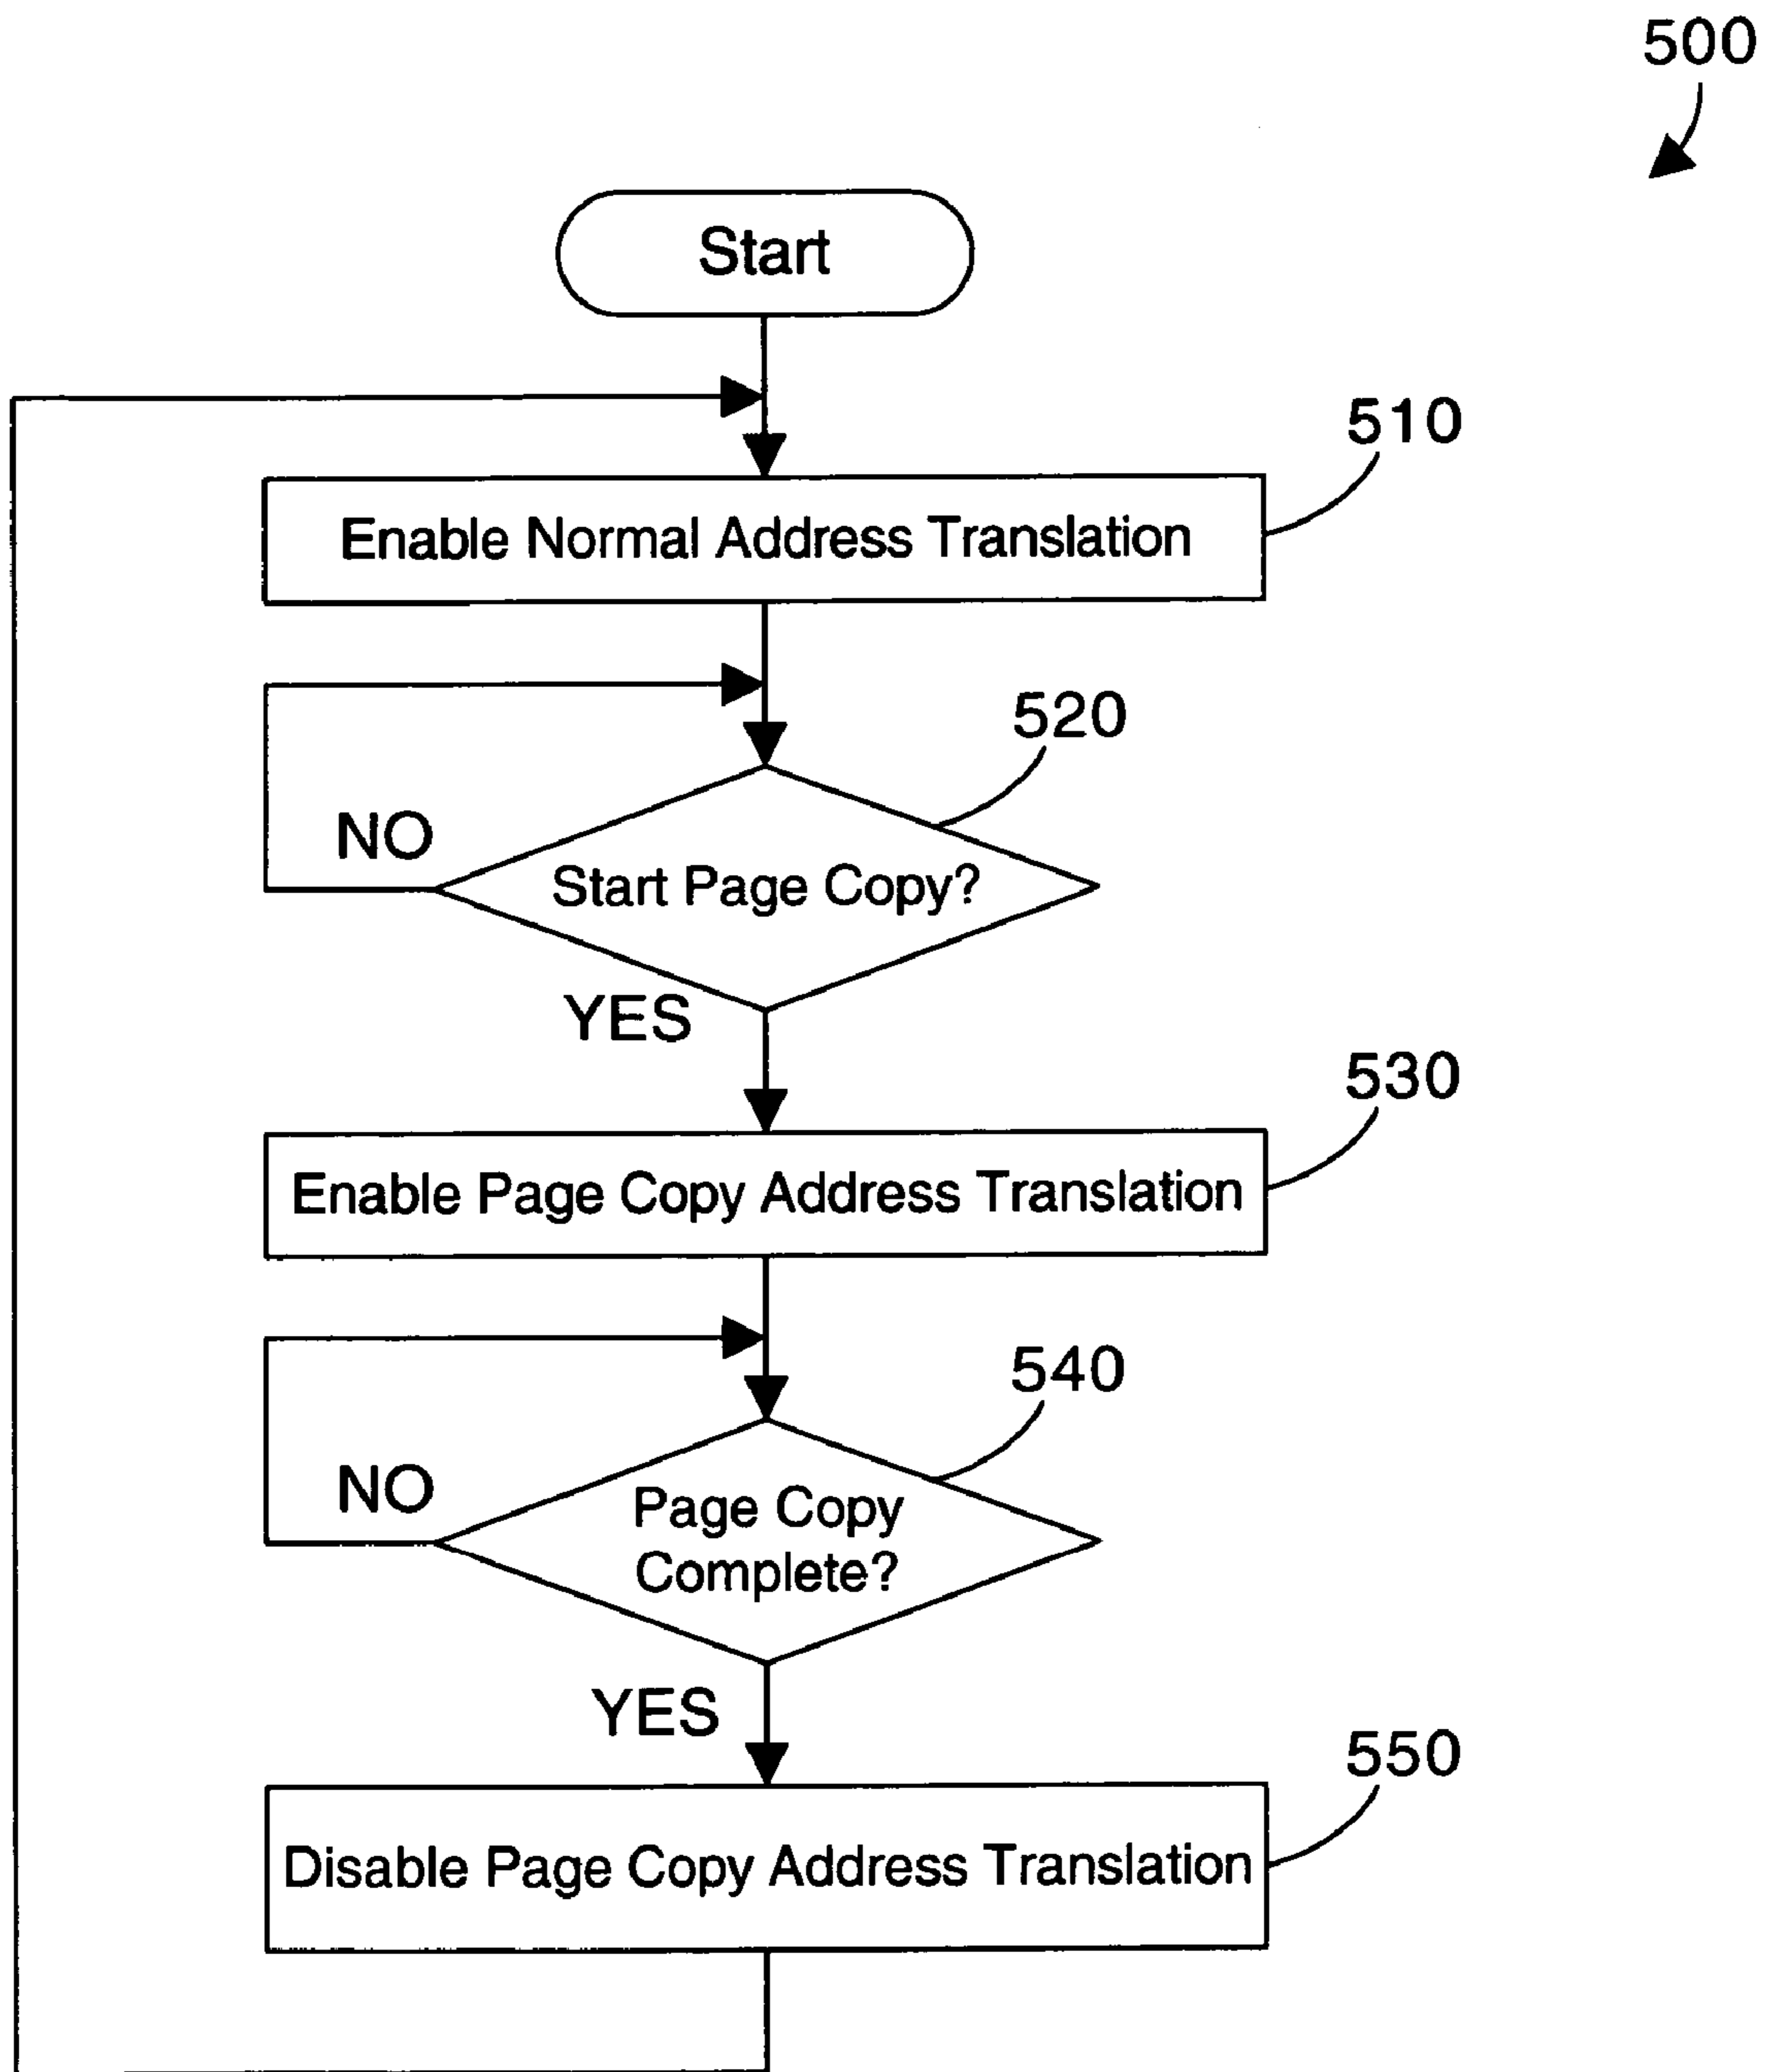 500
Start
510
Enable Normal Address Translation
520
NO
Start Page Copy?
YES
530
Enable Page Copy Address Translation
540
NO
Page Copy
Complete?
YES
550
Disable Page Copy Address Translation